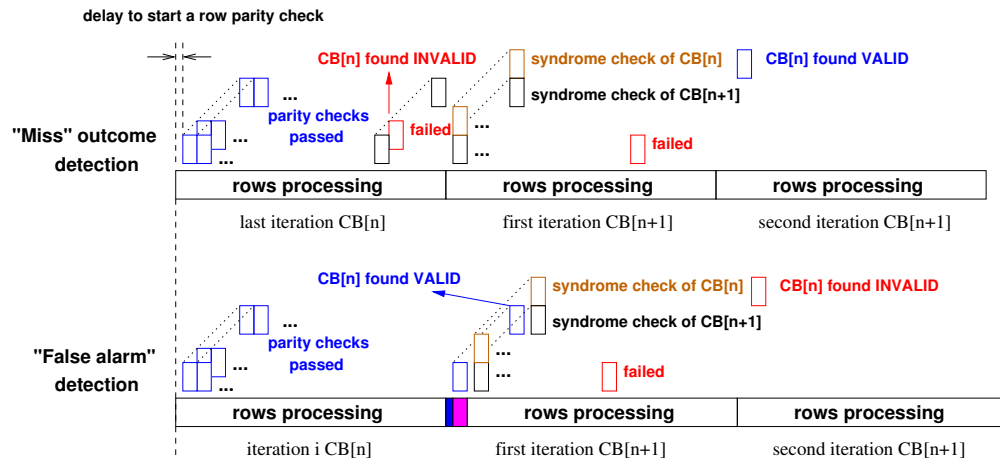 delay to start a row parity check
CB[n] found INVALID
syndrome check of CB[n]
CB[n] found VALID
...
syndrome check of CB[n+1]
parity checks
passed
"Miss" outcome
detection
...
...
failed
...
...
failed
rows processing
rows processing
rows processing
last iteration CB[n]
first iteration CB[n+1]
second iteration CB[n+1]
CB[n] found VALID
syndrome check of CB[n]
CB[n] found INVALID
...
syndrome check of CB[n+1]
parity checks
passed
"False alarm"
detection
...
...
...
...
failed
rows processing
rows processing
rows processing
iteration i CB[n]
first iteration CB[n+1]
second iteration CB[n+1]